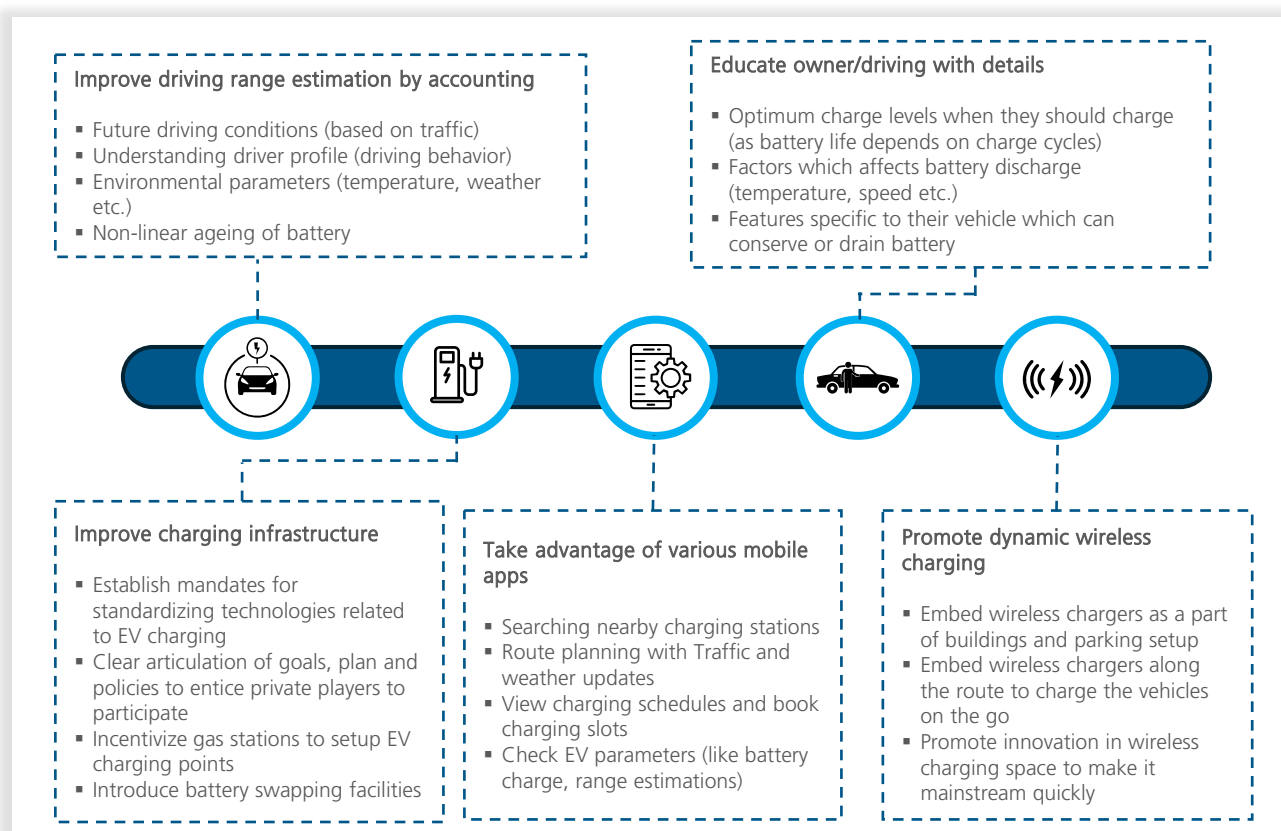 Improve driving range estimation by accounting
▪ Future driving conditions (based on traffic)
▪ Understanding driver profile (driving behavior)
▪ Environmental parameters (temperature, weather
etc.)
▪ Non-linear ageing of battery
Educate owner/driving with details
▪ Optimum charge levels when they should charge
(as battery life depends on charge cycles)
▪ Factors which affects battery discharge
(temperature, speed etc.)
▪ Features specific to their vehicle which can
conserve or drain battery
Improve charging infrastructure
▪ Establish mandates for
standardizing technologies related
to EV charging
▪ Clear articulation of goals, plan and
policies to entice private players to
participate
▪ Incentivize gas stations to setup EV
charging points
▪ Introduce battery swapping facilities
Take advantage of various mobile
apps
▪ Searching nearby charging stations
▪ Route planning with Traffic and
weather updates
▪ View charging schedules and book
charging slots
▪ Check EV parameters (like battery
charge, range estimations)
Promote dynamic wireless
charging
▪ Embed wireless chargers as a part
of buildings and parking setup
▪ Embed wireless chargers along
the route to charge the vehicles
on the go
▪ Promote innovation in wireless
charging space to make it
mainstream quickly